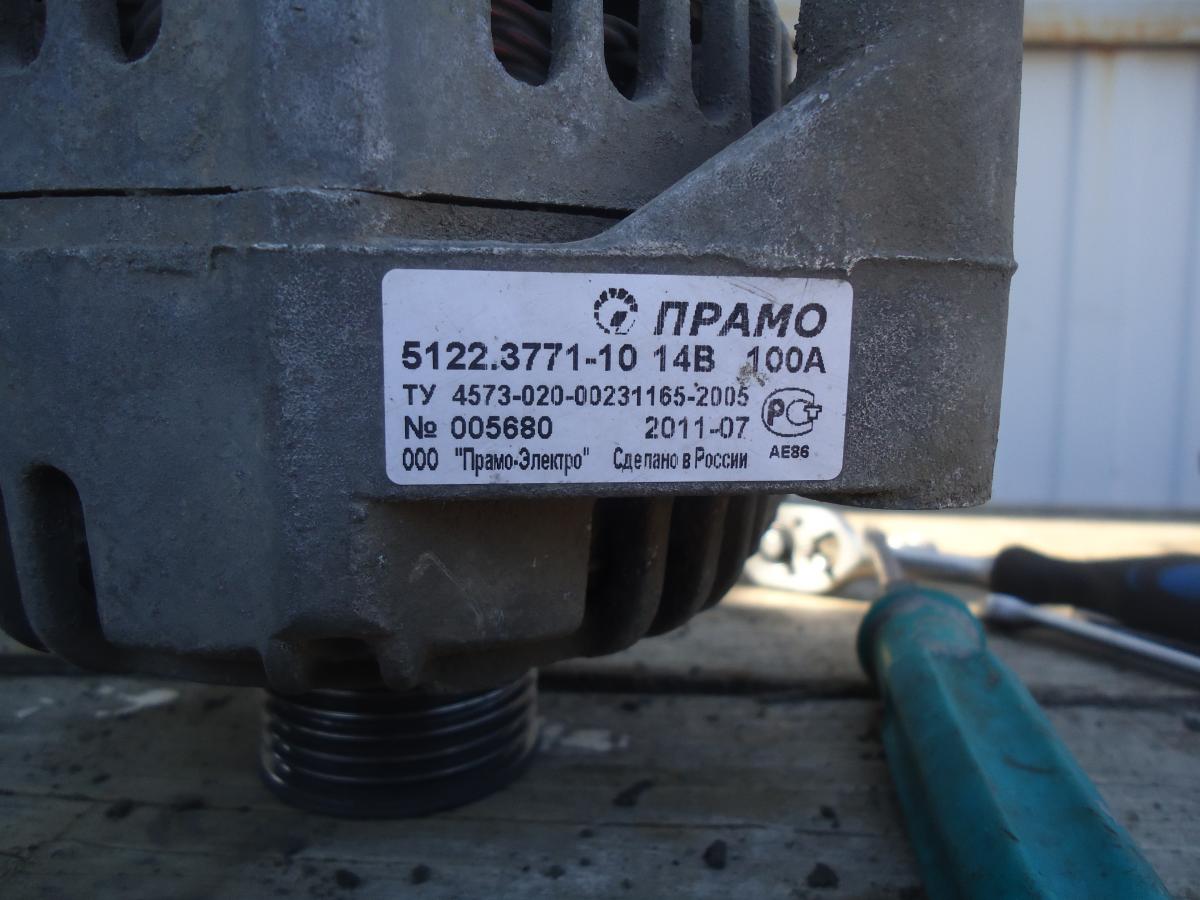 ПРАМО
5122.3771-10 14В 100А
ТУ 4573-020-00231165-2005
№ 005680 2011-07
РСТ
АЕ86
ООО "Прамо-Электро" Сделано в России